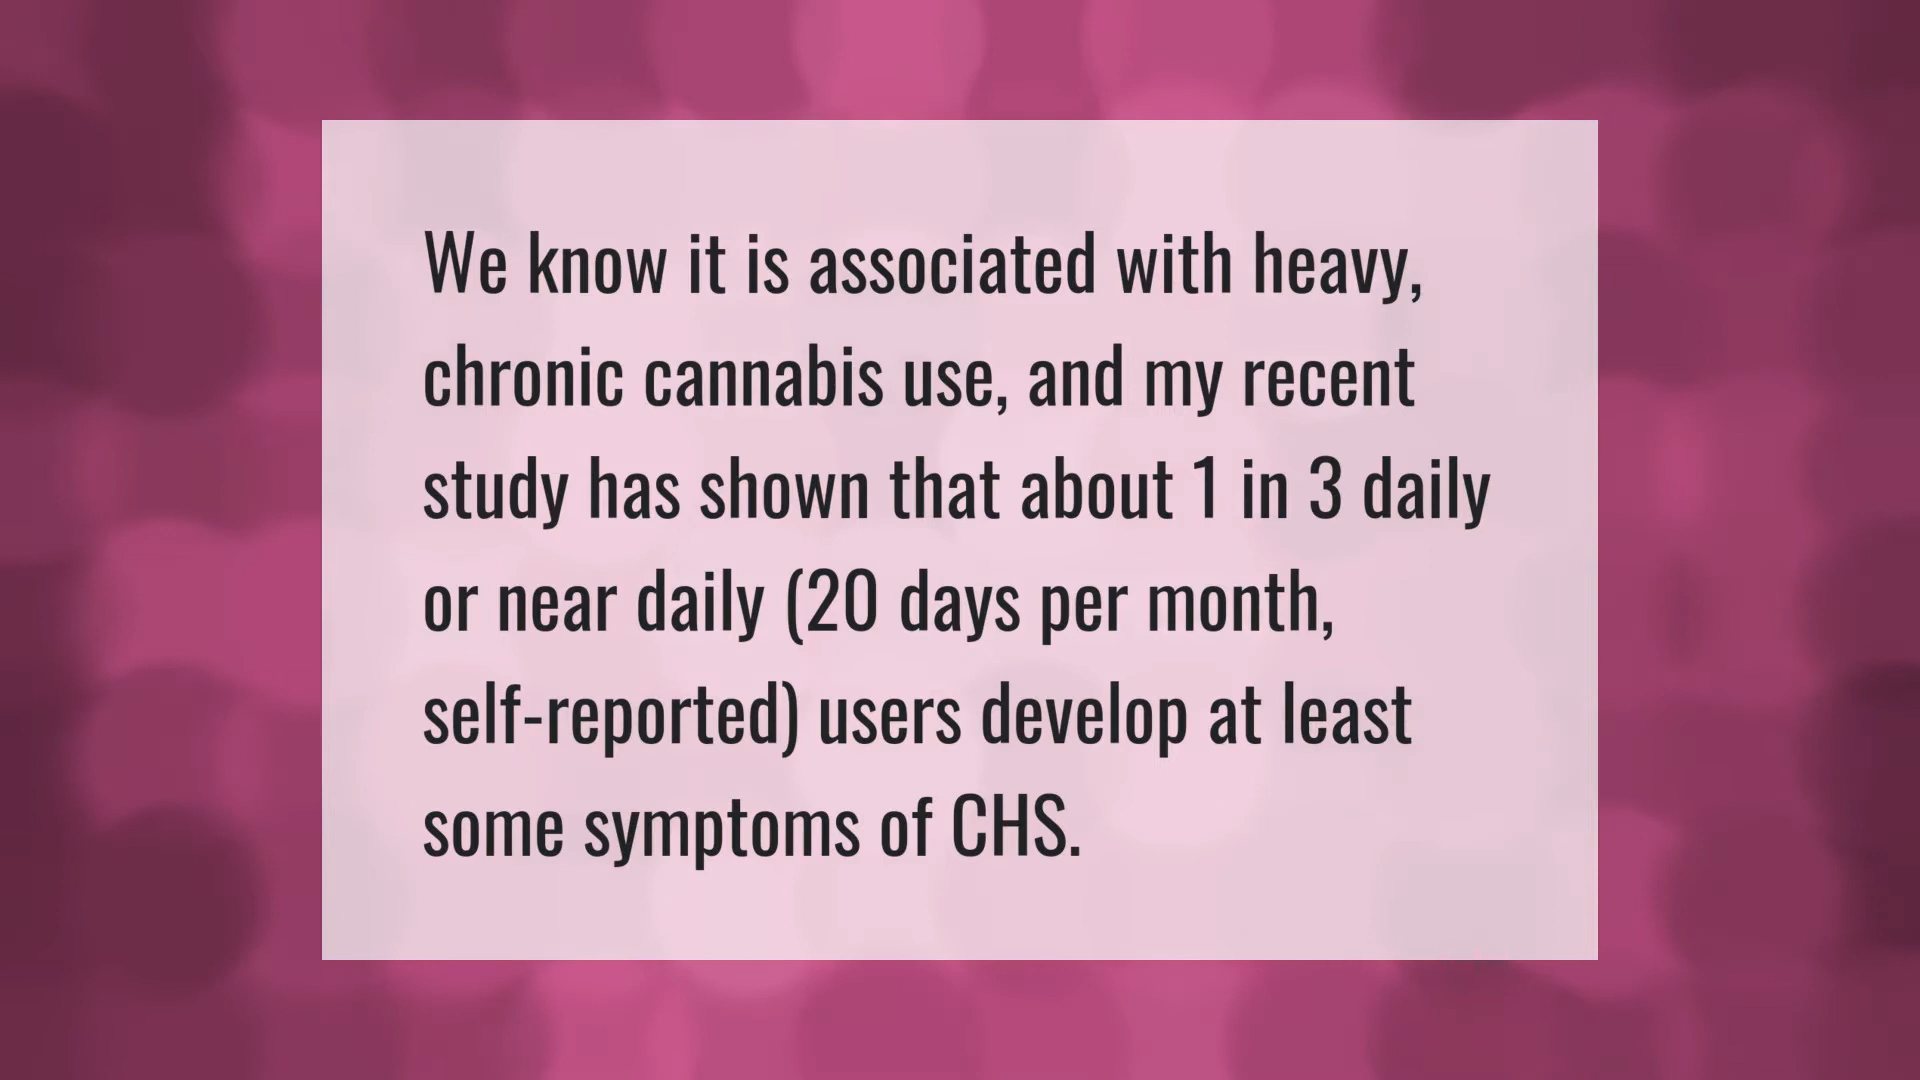 We know it is associated with heavy,
chronic cannabis use, and my recent
study has shown that about 1 in 3 daily
or near daily (20 days per month,
self-reported) users develop at least
some symptoms of CHS.